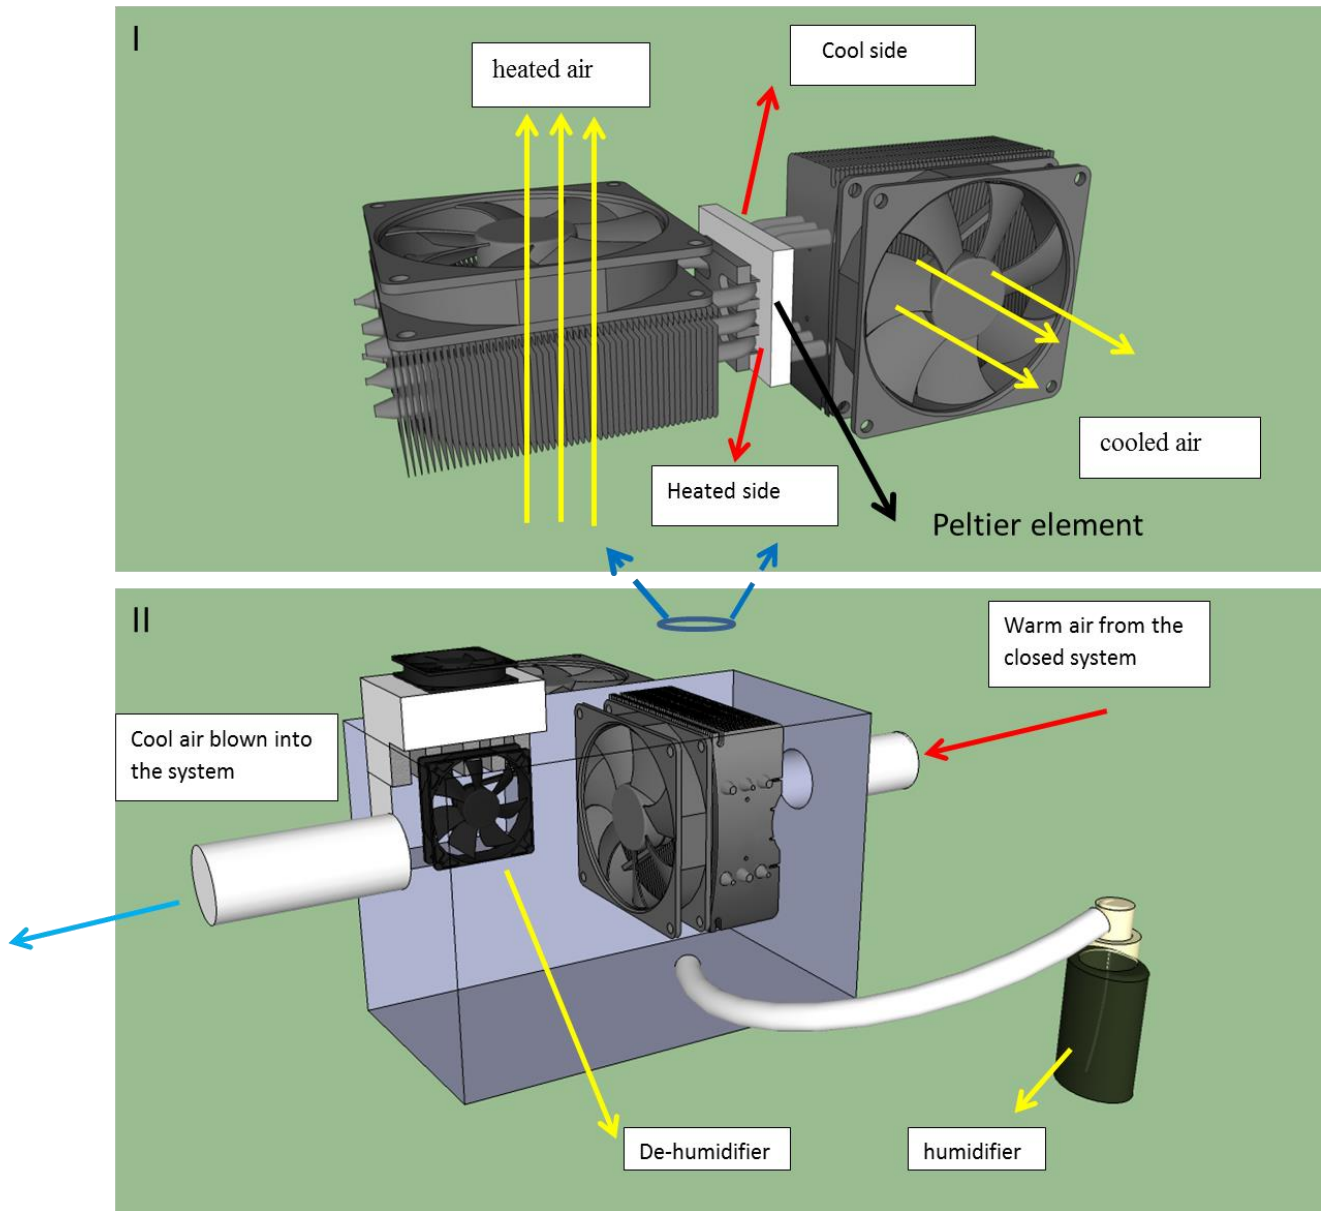 I
heated air
Cool side
cooled air
Heated side
Peltier element
II
Warm air from the
closed system
Cool air blown into
the system
De-humidifier
humidifier